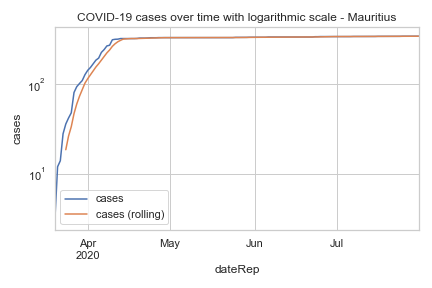 COVID-19 cases over time with logarithmic scale - Mauritius
cases
10²
10¹
cases
cases (rolling)
Apr
2020
May
Jun
Jul
dateRep